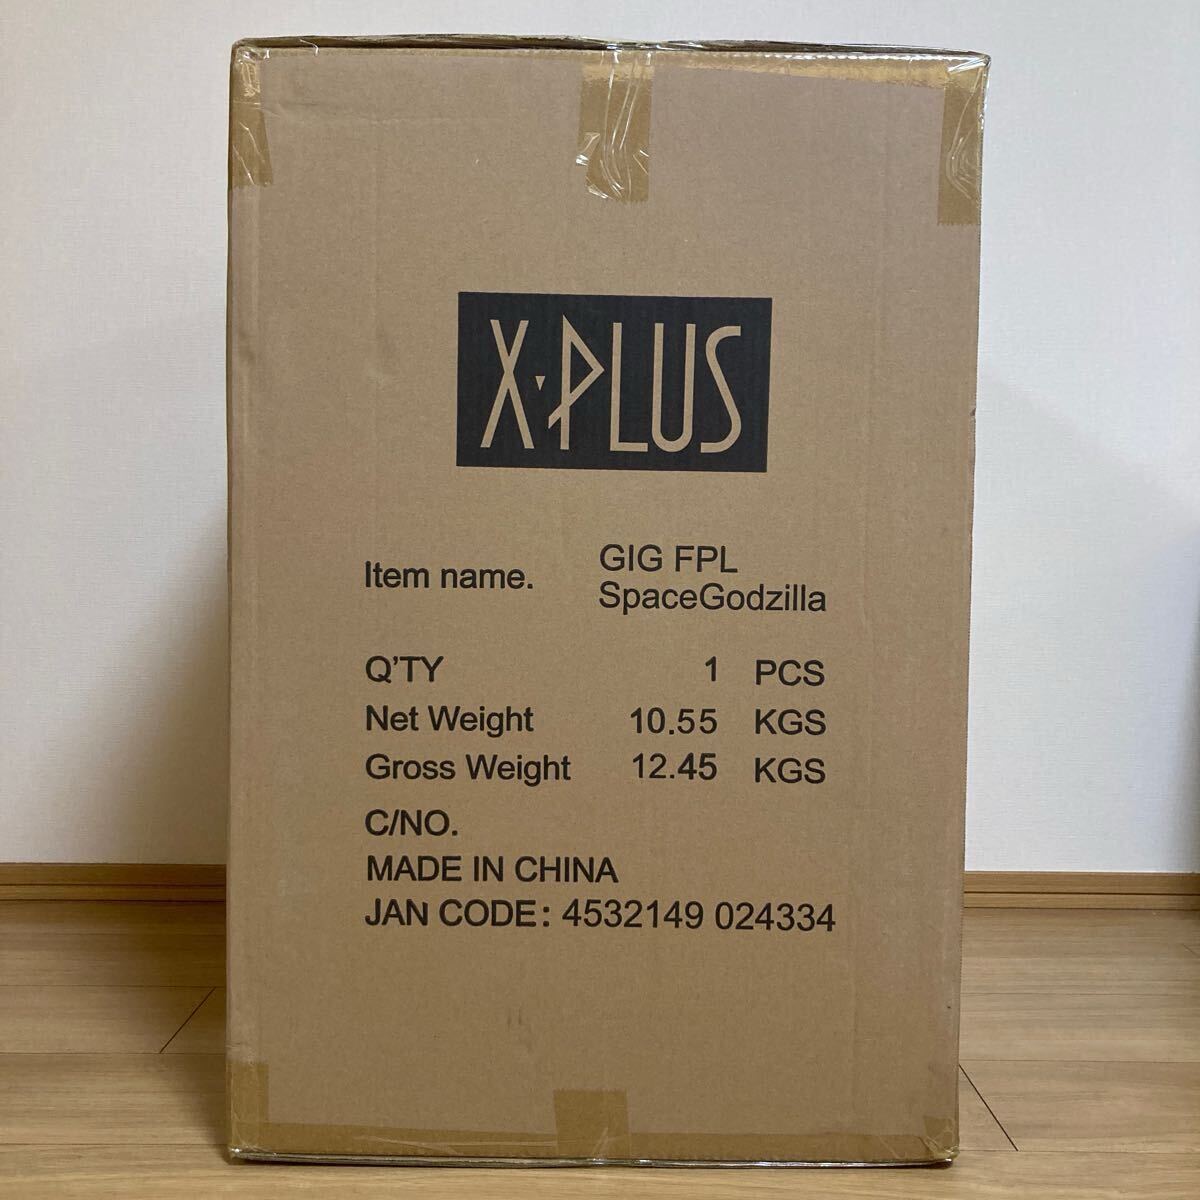 X·PLUS
Item name. GIG FPL
SpaceGodzilla
Q'TY 1 PCS
Net Weight 10.55 KGS
Gross Weight 12.45 KGS
C/NO.
MADE IN CHINA
JAN CODE: 4532149 024334